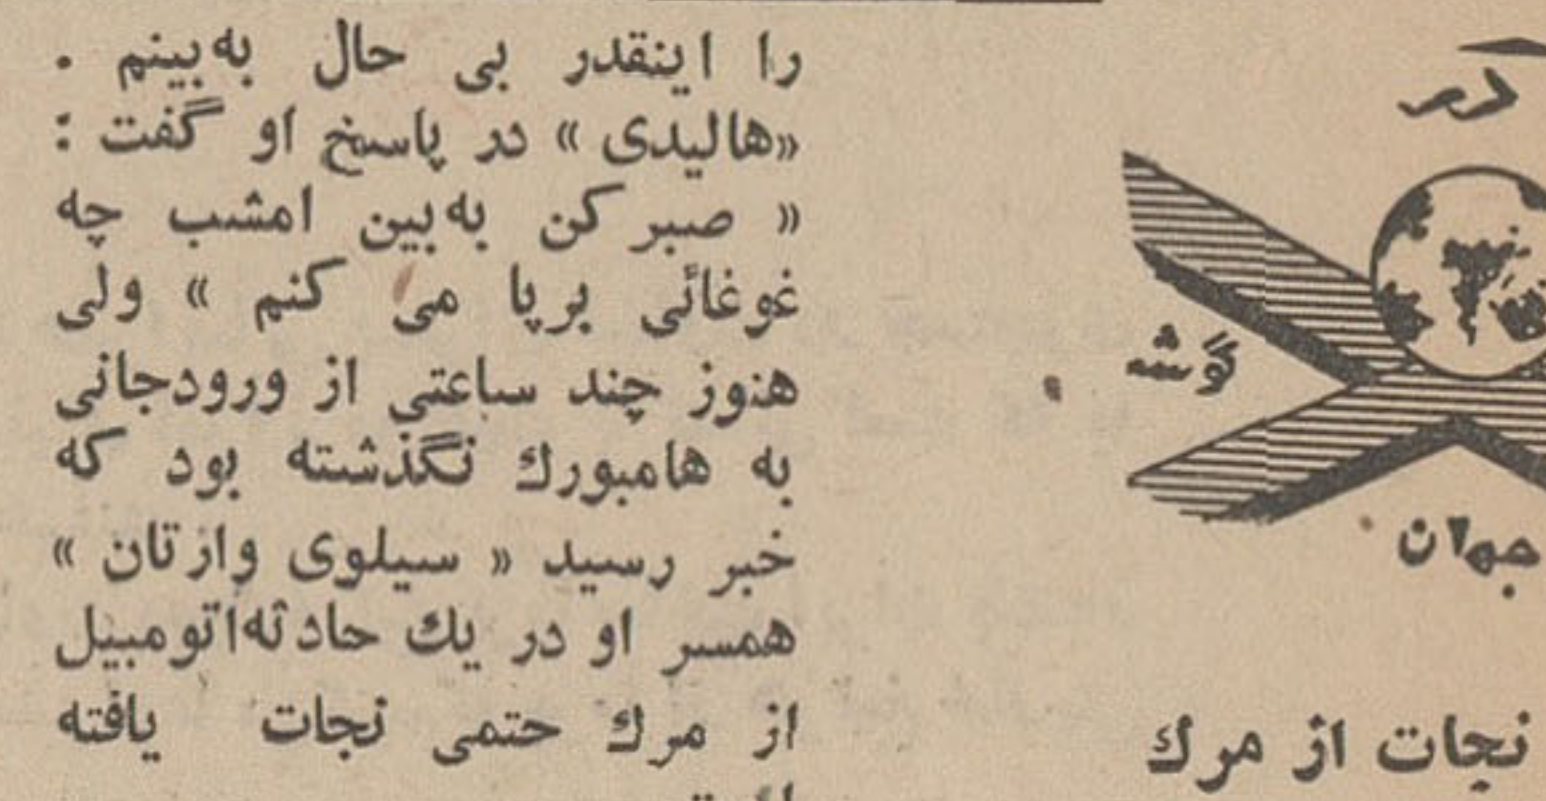 در
گوشه
جهان
نجات از مرك
را اینقدر بی حال به‌بینم .
«هالیدی» در پاسخ او گفت :
« صبر کن به‌بین امشب چه
غوغائی برپا می کنم » ولی
هنوز چند ساعتی از ورودجانی
به هامبورك نگذشته بود که
خبر رسید « سیلوی وارتان »
همسر او در یك حادثه‌اتومبیل
از مرك حتمی نجات یافته